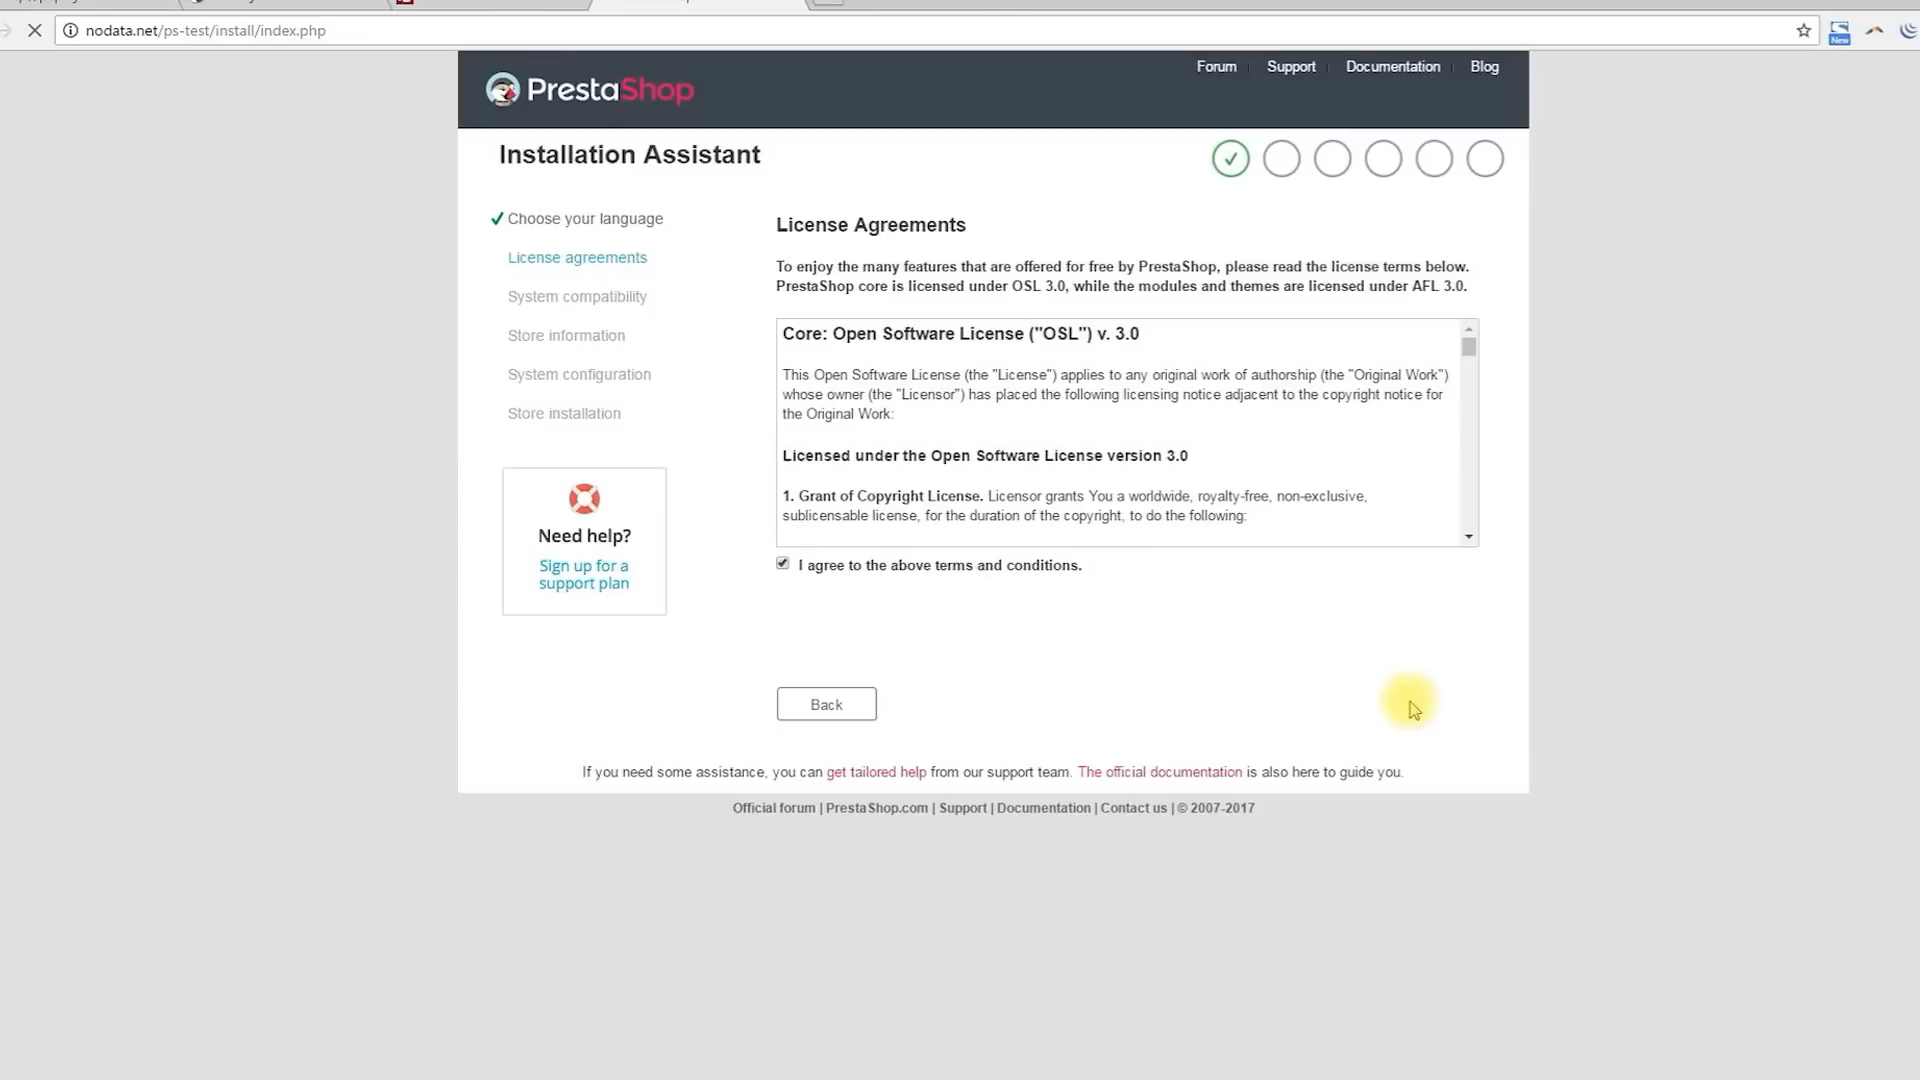 nodata.net/ps-test/install/index.php
New
Forum
Support
Documentation
Blog
PrestaShop
Installation Assistant
Choose your language
License agreements
System compatibility
Store information
System configuration
Store installation
Need help?
Sign up for a
support plan
License Agreements
To enjoy the many features that are offered for free by PrestaShop, please read the license terms below.
PrestaShop core is licensed under OSL 3.0, while the modules and themes are licensed under AFL 3.0.
Core: Open Software License ("OSL") v. 3.0
This Open Software License (the "License") applies to any original work of authorship (the "Original Work")
whose owner (the "Licensor") has placed the following licensing notice adjacent to the copyright notice for
the Original Work:
Licensed under the Open Software License version 3.0
1. Grant of Copyright License. Licensor grants You a worldwide, royalty-free, non-exclusive,
sublicensable license, for the duration of the copyright, to do the following:
I agree to the above terms and conditions.
Back
If you need some assistance, you can get tailored help from our support team. The official documentation is also here to guide you.
Official forum | PrestaShop.com | Support | Documentation | Contact us | © 2007-2017